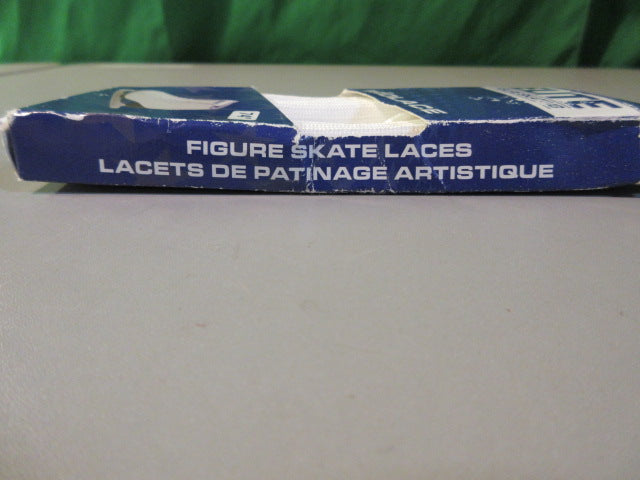 FIGURE SKATE LACES
LACETS DE PATINAGE ARTISTIQUE